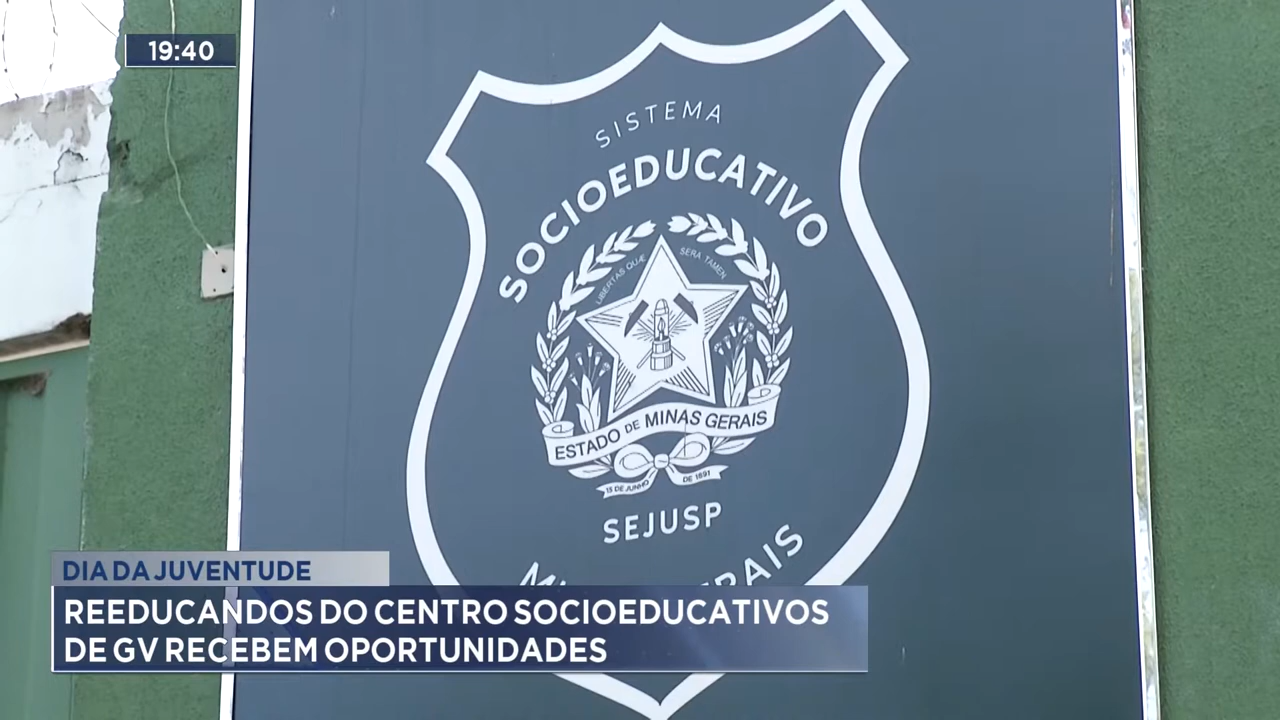 19:40
SISTEMA
SOCIOEDUCATIVO
LIBERTAS QUÆ SERA TAMEN
ESTADO DE MINAS GERAIS
15 DE JUNHO DE 1891
SEJUSP
DIA DA JUVENTUDE
REEDUCANDOS DO CENTRO SOCIOEDUCATIVOS
DE GV RECEBEM OPORTUNIDADES